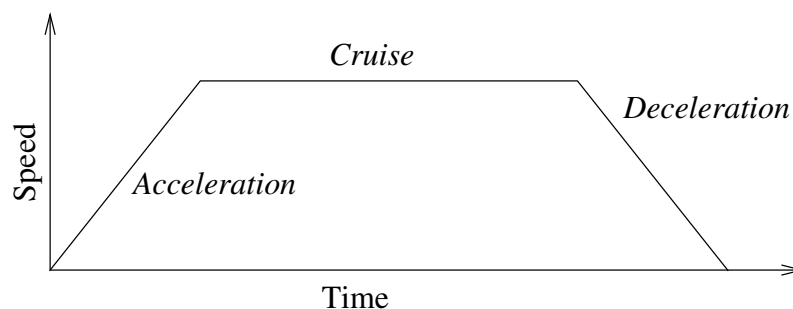 Cruise
Deceleration
Acceleration
Speed
Time